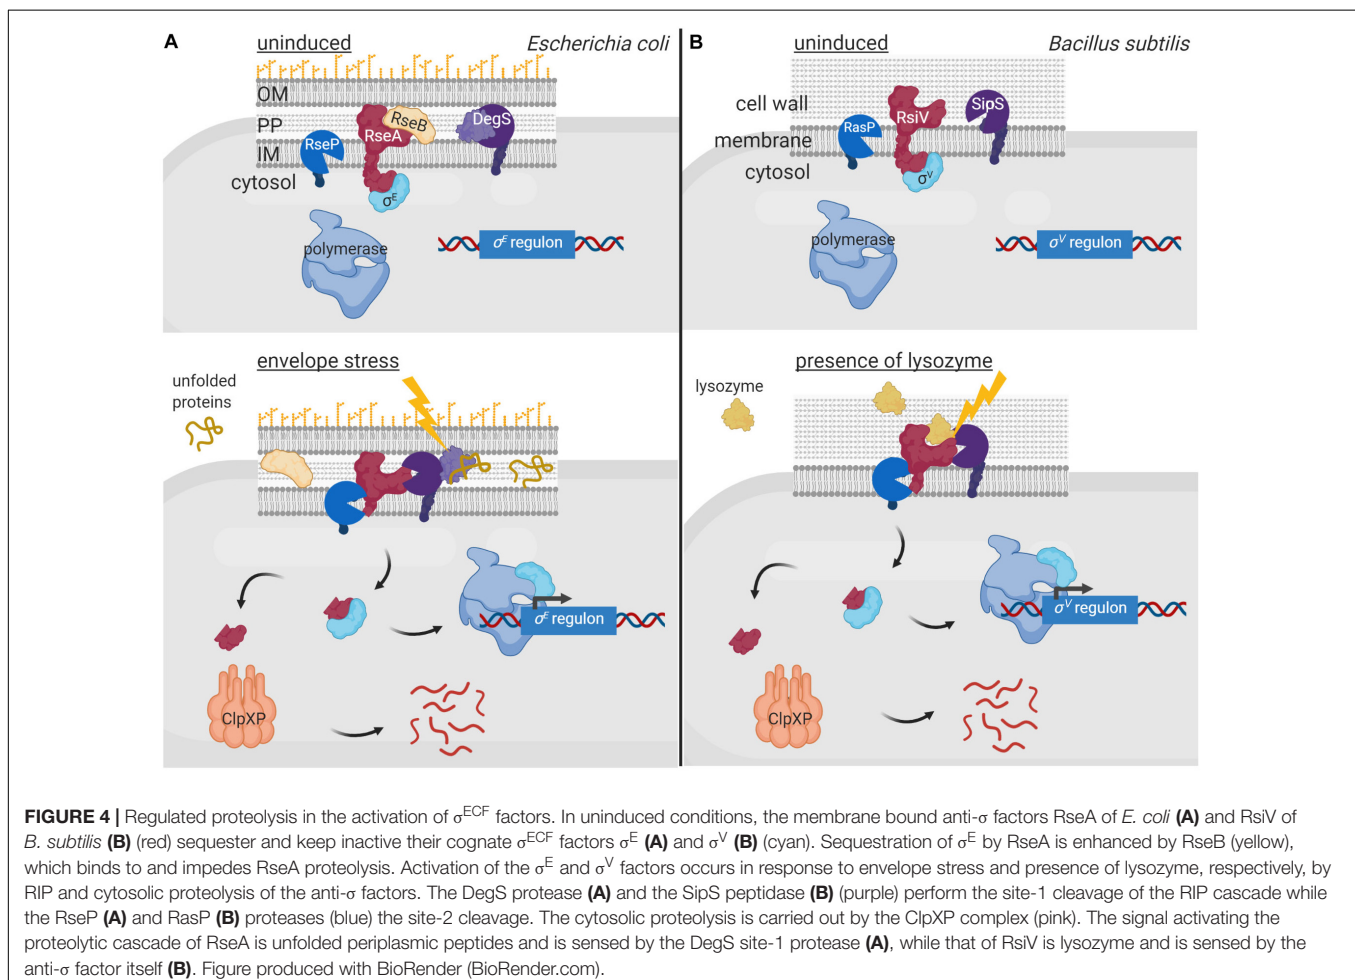 A
uninduced
Escherichia coli
OM
PP
IM
cytosol
RseP
RseA
RseB
DegS
σᴱ
polymerase
σᴱ regulon
envelope stress
unfolded
proteins
σᴱ regulon
ClpXP
B
uninduced
Bacillus subtilis
cell wall
membrane
cytosol
RasP
RsiV
SipS
σⱽ
polymerase
σⱽ regulon
presence of lysozyme
lysozyme
σⱽ regulon
ClpXP
FIGURE 4 | Regulated proteolysis in the activation of σᴱᶜᶠ factors. In uninduced conditions, the membrane bound anti-σ factors RseA of E. coli (A) and RsiV of
B. subtilis (B) (red) sequester and keep inactive their cognate σᴱᶜᶠ factors σᴱ (A) and σⱽ (B) (cyan). Sequestration of σᴱ by RseA is enhanced by RseB (yellow),
which binds to and impedes RseA proteolysis. Activation of the σᴱ and σⱽ factors occurs in response to envelope stress and presence of lysozyme, respectively, by
RIP and cytosolic proteolysis of the anti-σ factors. The DegS protease (A) and the SipS peptidase (B) (purple) perform the site-1 cleavage of the RIP cascade while
the RseP (A) and RasP (B) proteases (blue) the site-2 cleavage. The cytosolic proteolysis is carried out by the ClpXP complex (pink). The signal activating the
proteolytic cascade of RseA is unfolded periplasmic peptides and is sensed by the DegS site-1 protease (A), while that of RsiV is lysozyme and is sensed by the
anti-σ factor itself (B). Figure produced with BioRender (BioRender.com).